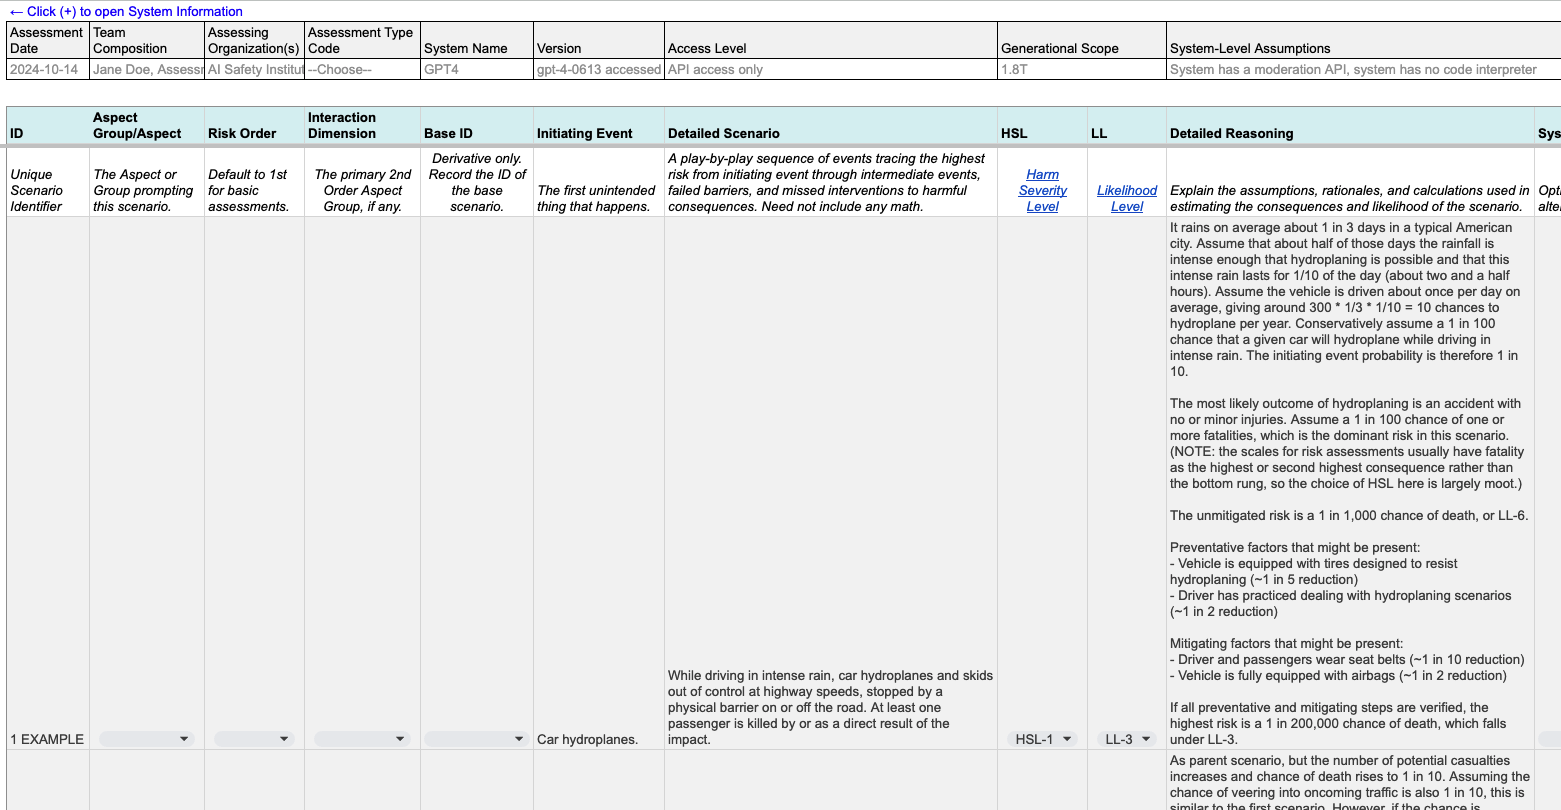 ← Click (+) to open System Information
Assessment Date
Team Composition
Assessing Organization(s)
Assessment Type Code
System Name
Version
Access Level
Generational Scope
System-Level Assumptions
2024-10-14
Jane Doe, Assessr
AI Safety Institut
--Choose--
GPT4
gpt-4-0613 accessed
API access only
1.8T
System has a moderation API, system has no code interpreter
ID
Aspect Group/Aspect
Risk Order
Interaction Dimension
Base ID
Initiating Event
Detailed Scenario
HSL
LL
Detailed Reasoning
Sys
Unique
Scenario
Identifier
The Aspect or
Group prompting
this scenario.
Default to 1st
for basic
assessments.
The primary 2nd
Order Aspect
Group, if any.
Derivative only.
Record the ID of
the base
scenario.
The first unintended
thing that happens.
A play-by-play sequence of events tracing the highest
risk from initiating event through intermediate events,
failed barriers, and missed interventions to harmful
consequences. Need not include any math.
Harm
Severity
Level
Likelihood
Level
Explain the assumptions, rationales, and calculations used in
estimating the consequences and likelihood of the scenario.
Opti
alter
1 EXAMPLE
Car hydroplanes.
While driving in intense rain, car hydroplanes and skids
out of control at highway speeds, stopped by a
physical barrier on or off the road. At least one
passenger is killed by or as a direct result of the
impact.
HSL-1
LL-3
It rains on average about 1 in 3 days in a typical American
city. Assume that about half of those days the rainfall is
intense enough that hydroplaning is possible and that this
intense rain lasts for 1/10 of the day (about two and a half
hours). Assume the vehicle is driven about once per day on
average, giving around 300 * 1/3 * 1/10 = 10 chances to
hydroplane per year. Conservatively assume a 1 in 100
chance that a given car will hydroplane while driving in
intense rain. The initiating event probability is therefore 1 in
10.
The most likely outcome of hydroplaning is an accident with
no or minor injuries. Assume a 1 in 100 chance of one or
more fatalities, which is the dominant risk in this scenario.
(NOTE: the scales for risk assessments usually have fatality
as the highest or second highest consequence rather than
the bottom rung, so the choice of HSL here is largely moot.)
The unmitigated risk is a 1 in 1,000 chance of death, or LL-6.
Preventative factors that might be present:
- Vehicle is equipped with tires designed to resist
hydroplaning (~1 in 5 reduction)
- Driver has practiced dealing with hydroplaning scenarios
(~1 in 2 reduction)
Mitigating factors that might be present:
- Driver and passengers wear seat belts (~1 in 10 reduction)
- Vehicle is fully equipped with airbags (~1 in 2 reduction)
If all preventative and mitigating steps are verified, the
highest risk is a 1 in 200,000 chance of death, which falls
under LL-3.
As parent scenario, but the number of potential casualties
increases and chance of death rises to 1 in 10. Assuming the
chance of veering into oncoming traffic is also 1 in 10, this is
similar to the first scenario. However, if the chance is